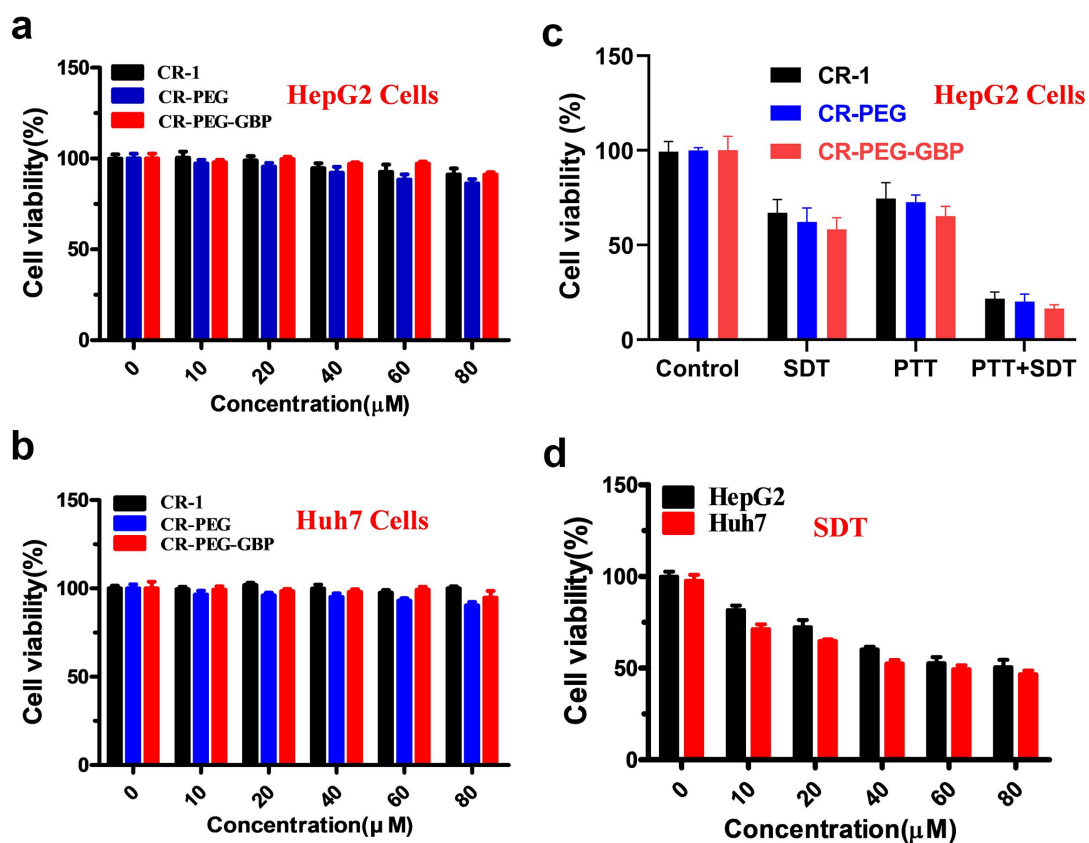 a
150
100
50
0
Cell viability(%)
CR-1
CR-PEG
CR-PEG-GBP
HepG2 Cells
0 10 20 40 60 80
Concentration(μM)
b
150
100
50
0
Cell viability(%)
CR-1
CR-PEG
CR-PEG-GBP
Huh7 Cells
0 10 20 40 60 80
Concentration(μ M)
c
150
100
50
0
Cell viability (%)
CR-1
CR-PEG
CR-PEG-GBP
HepG2 Cells
Control SDT PTT PTT+SDT
d
150
100
50
0
Cell viability(%)
HepG2
Huh7
SDT
0 10 20 40 60 80
Concentration(μM)